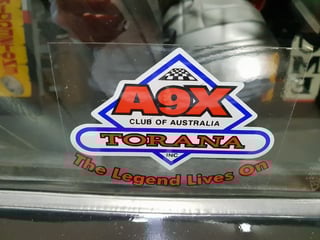 A9X
CLUB OF AUSTRALIA
TORANA
INC
The Legend Lives On